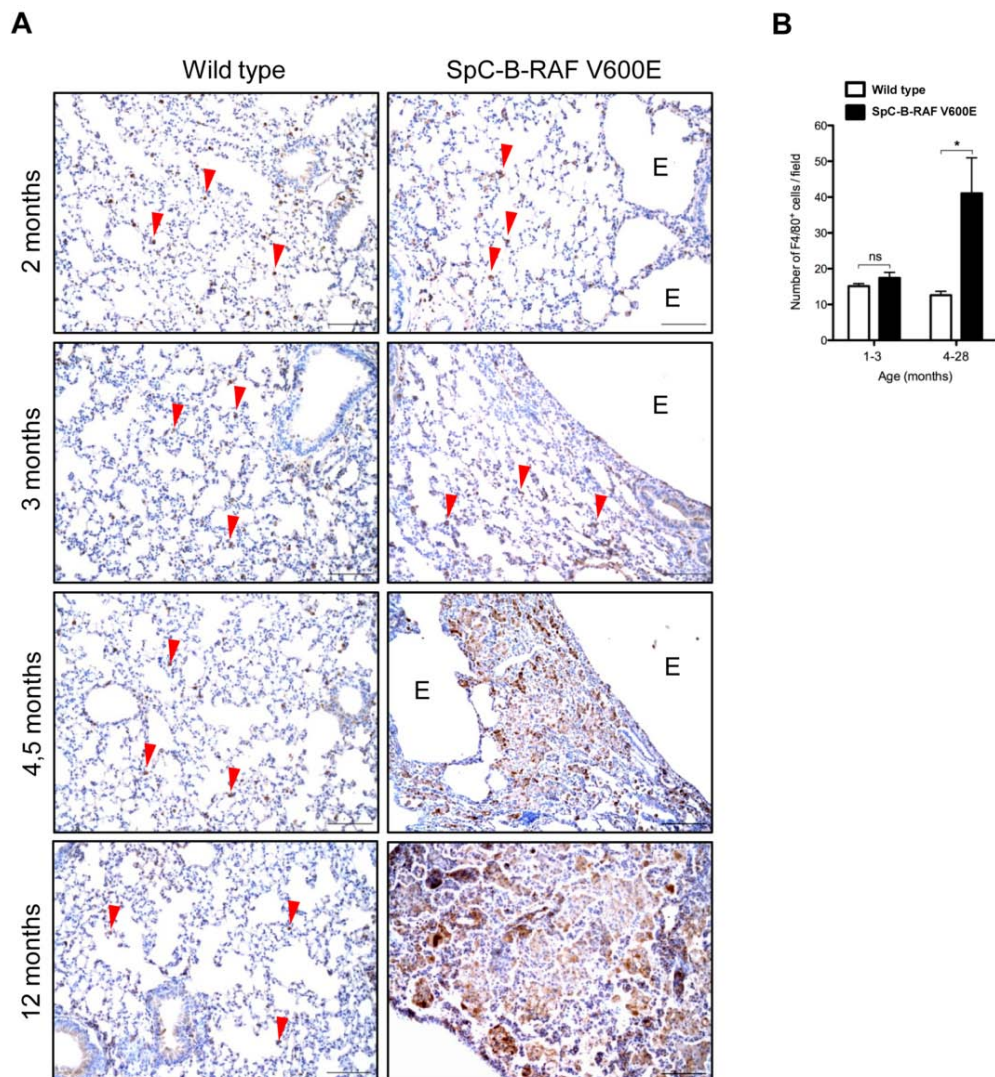 A
Wild type
SpC-B-RAF V600E
2 months
E
E
3 months
E
4,5 months
E
E
12 months
B
Wild type
SpC-B-RAF V600E
Number of F4/80⁺ cells / field
60
50
40
30
20
10
0
ns
*
1-3
4-28
Age (months)